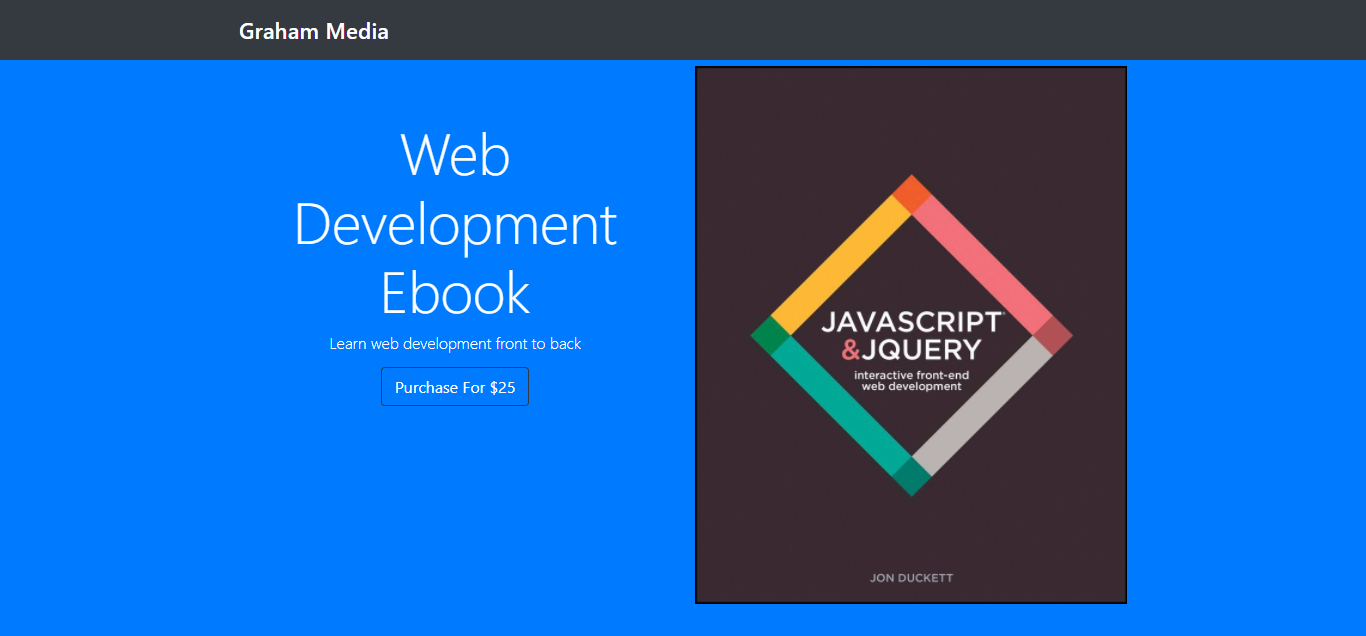 Graham Media
Web
Development
Ebook
Learn web development front to back
Purchase For $25
JAVASCRIPT
&JQUERY
interactive front-end
web development
JON DUCKETT